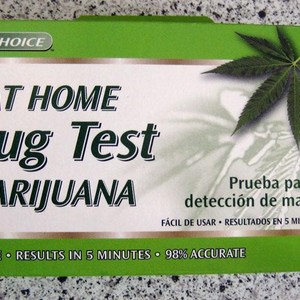 CHOICE
AT HOME
ug Test
ARIJUANA
Prueba pa
detección de ma
FÁCIL DE USAR • RESULTADOS EN 5 MI
• RESULTS IN 5 MINUTES • 98% ACCURATE